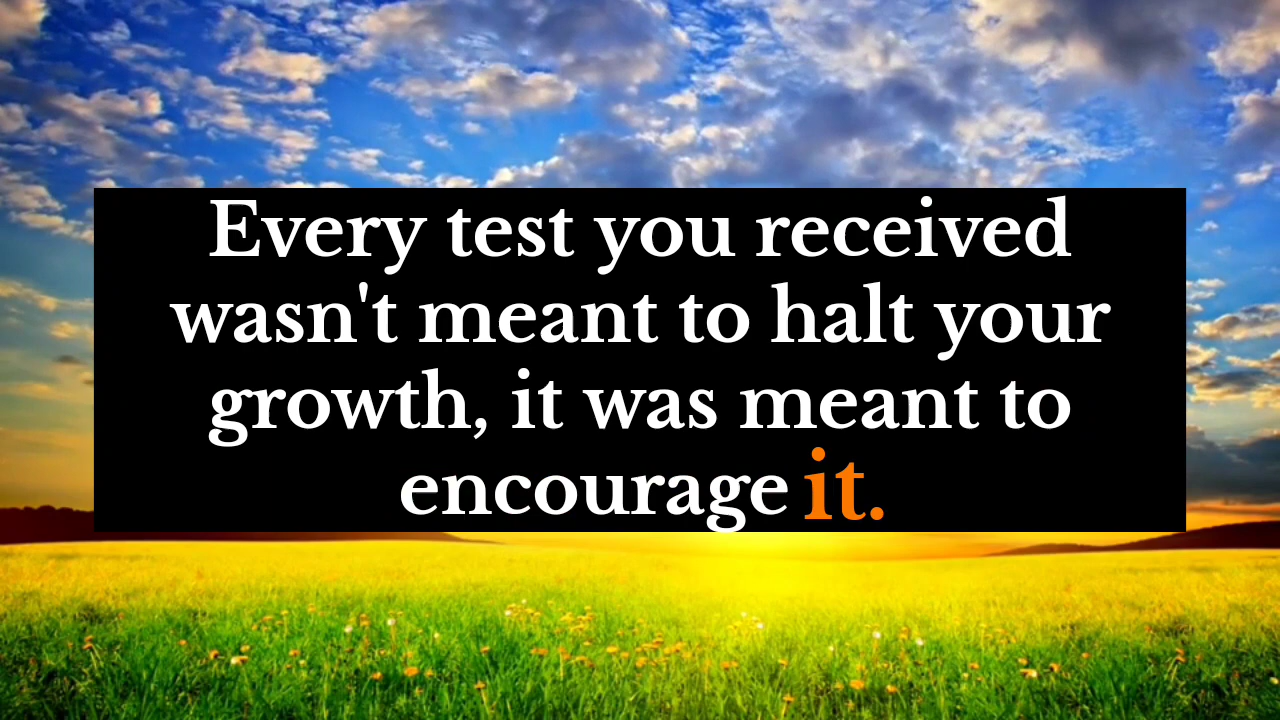 Every test you received
wasn't meant to halt your
growth, it was meant to
encourage it.